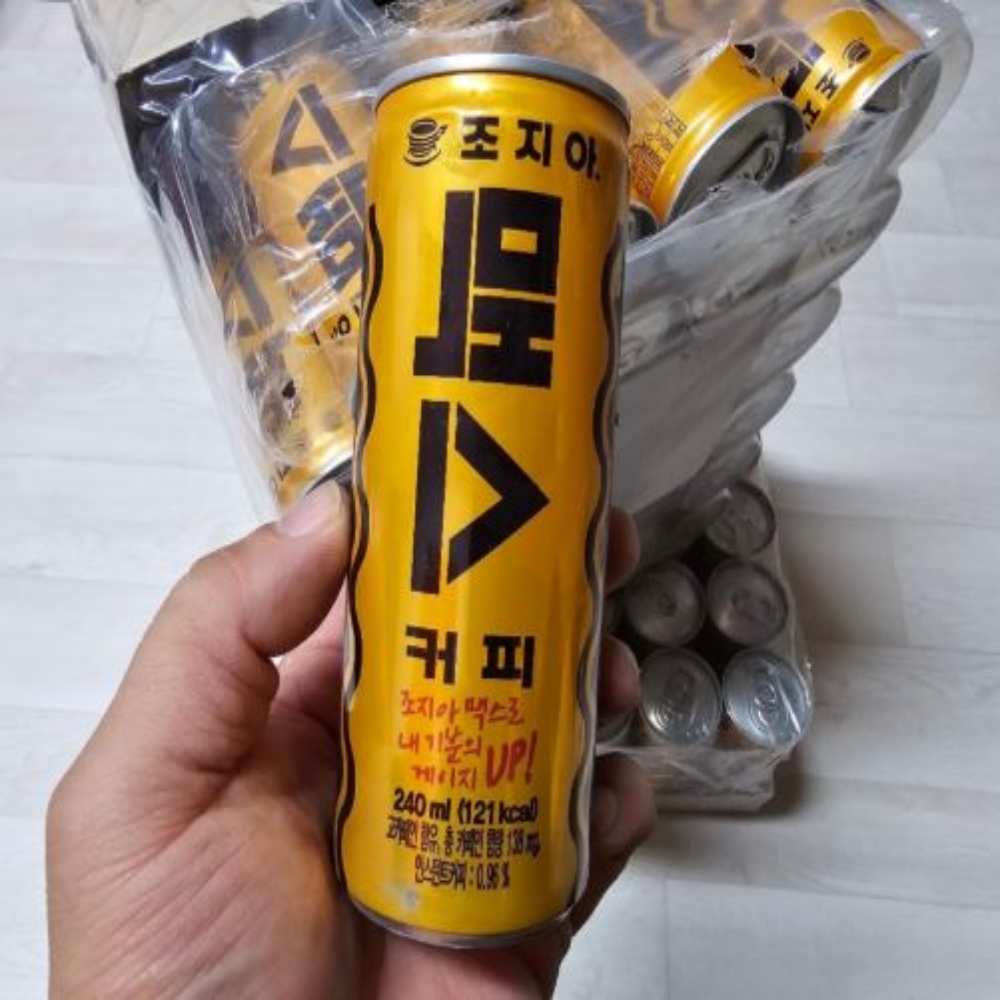 조지아.
맥스
커피
조지아 맥스로
내 기분의
게이지 UP!
240 ml (121 kcal)
고카페인 함유, 총 카페인 함량 138 mg
인스턴트커피 : 0.96 %